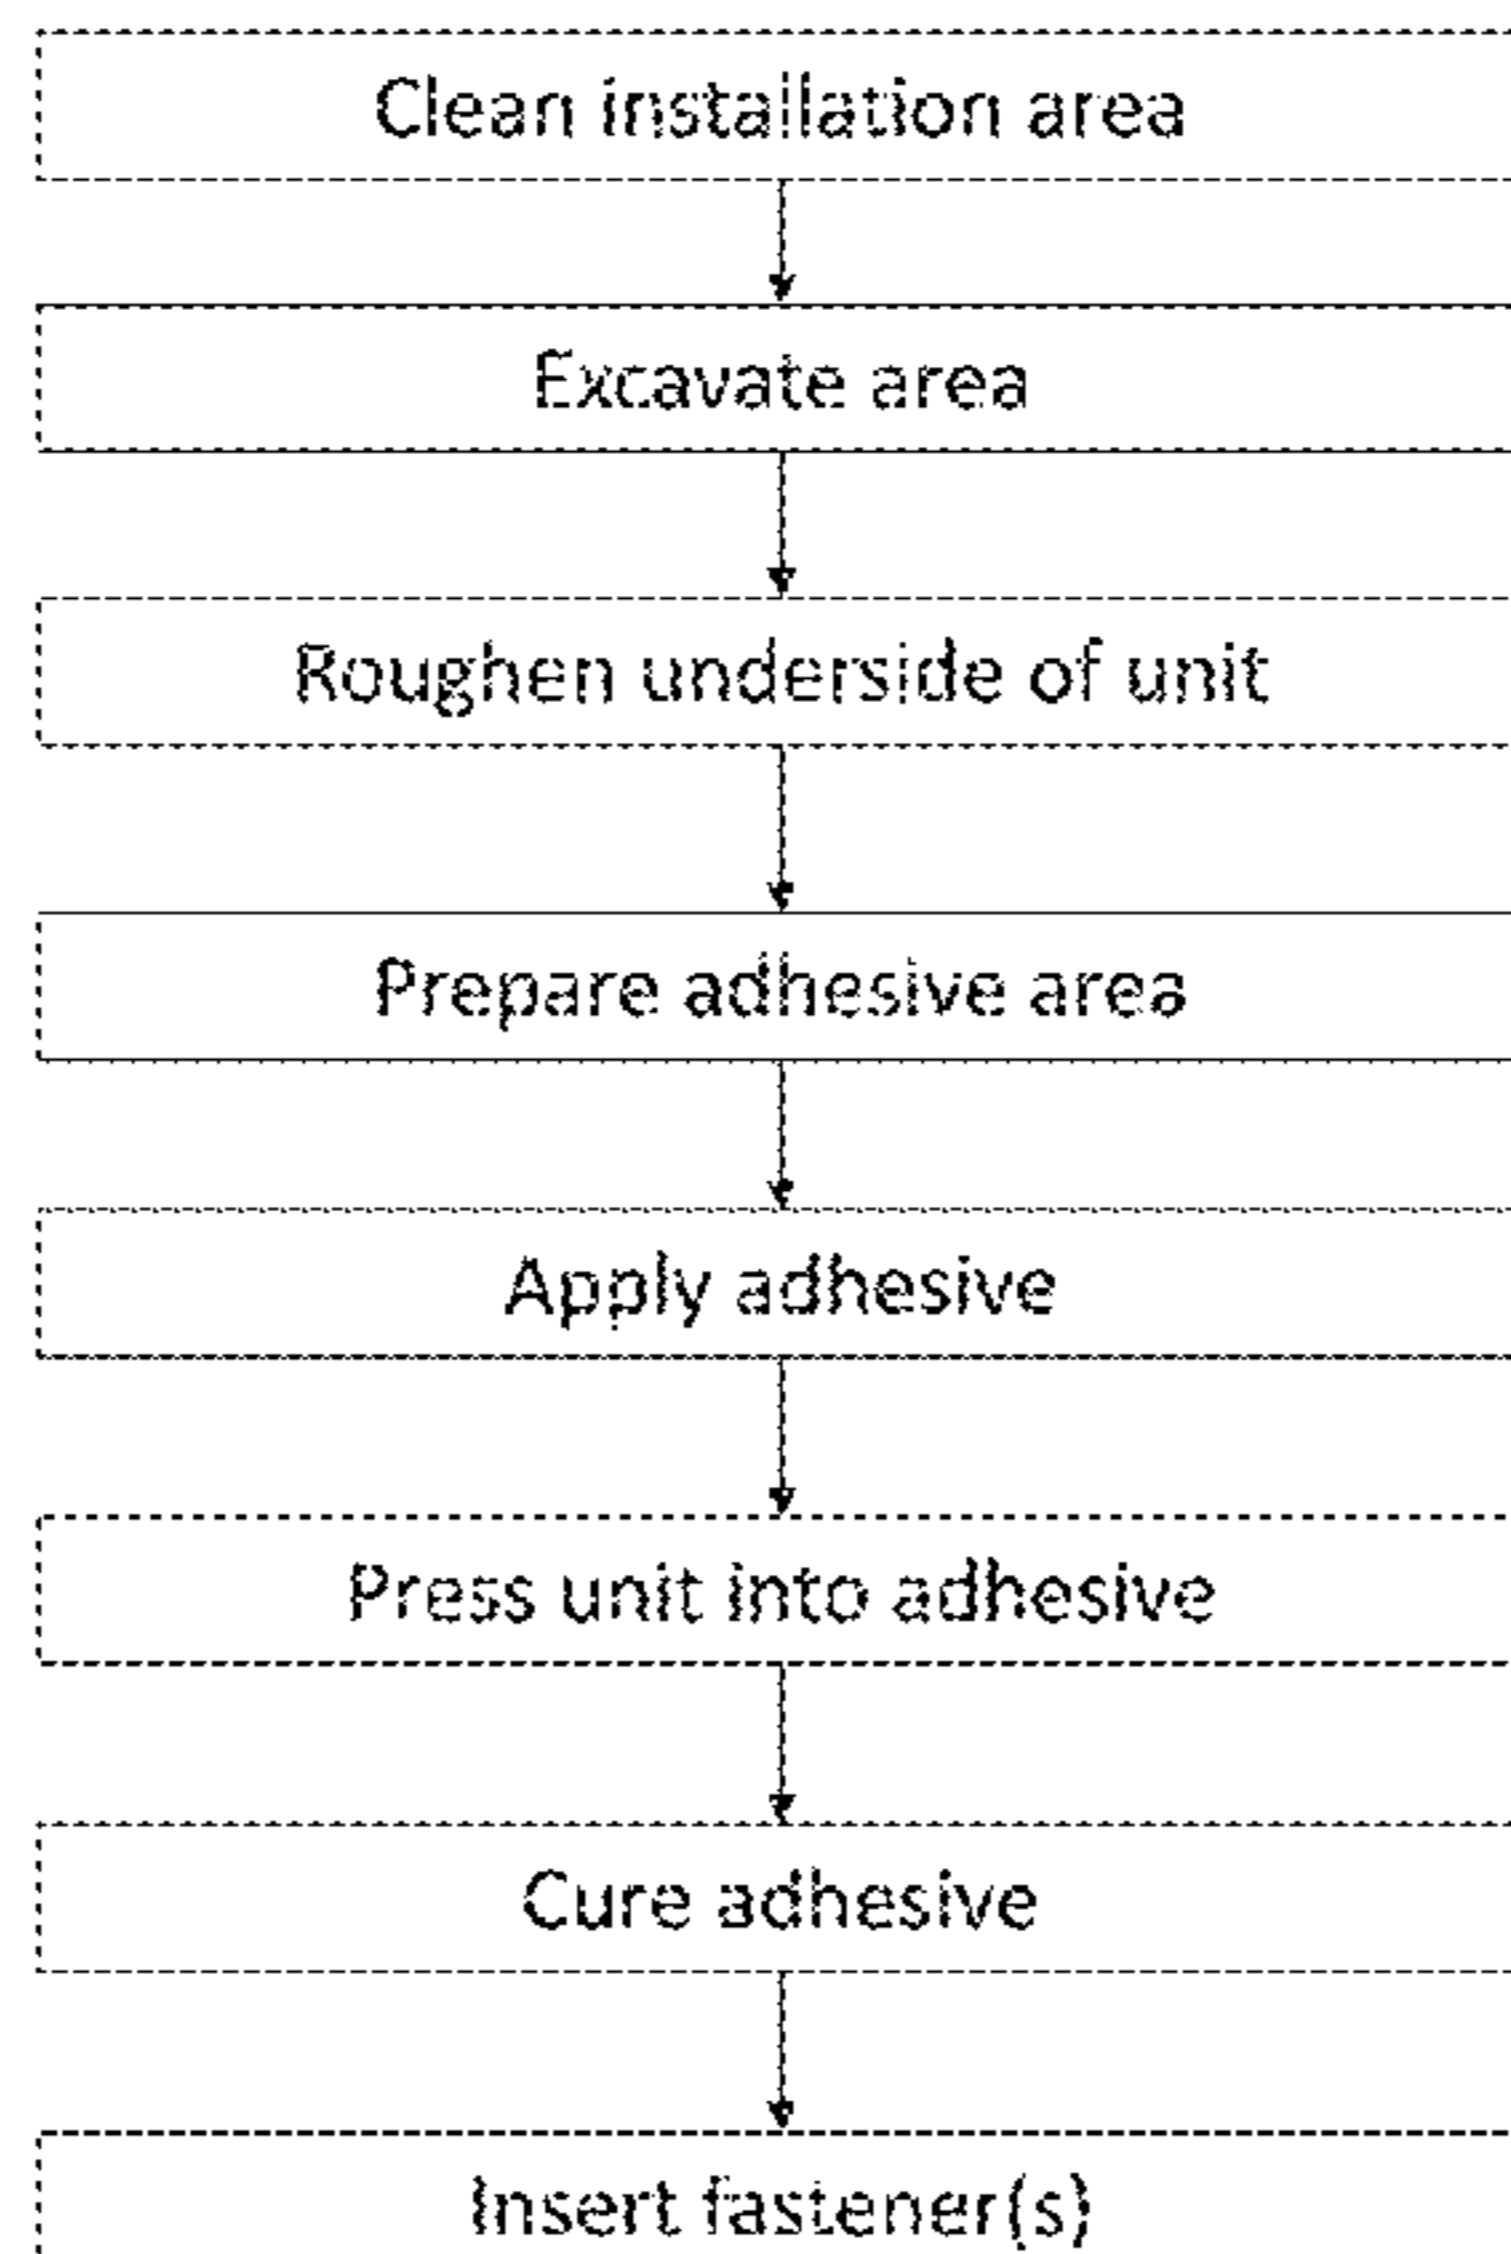 Clean installation area
Excavate area
Roughen underside of unit
Prepare adhesive area
Apply adhesive
Press unit into adhesive
Cure adhesive
Insert fastener(s)